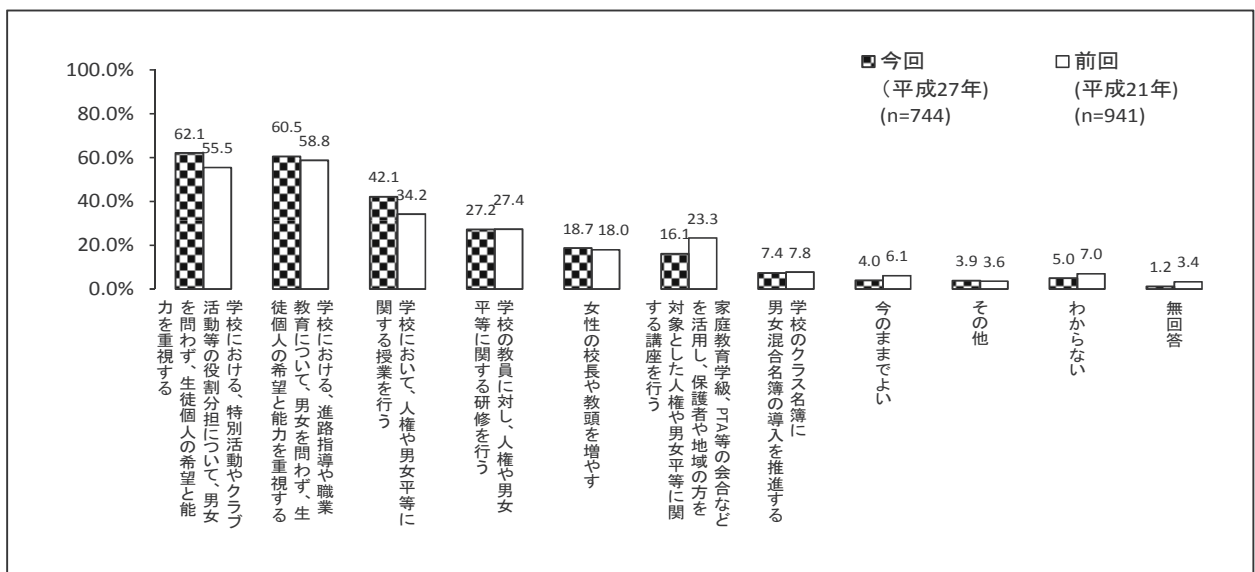 100.0%
80.0%
60.0%
40.0%
20.0%
0.0%
今回
（平成27年)
(n=744)
前回
(平成21年)
(n=941)
62.1
55.5
60.5
58.8
42.1
34.2
27.2
27.4
18.7
18.0
16.1
23.3
7.4
7.8
4.0
6.1
3.9
3.6
5.0
7.0
1.2
3.4
学校における、特別活動やクラブ
活動等の役割分担について、男女
を問わず、生徒個人の希望と能
力を重視する
学校における、進路指導や職業
教育について、男女を問わず、生
徒個人の希望と能力を重視する
学校において、人権や男女平等に
関する授業を行う
学校の教員に対し、人権や男女
平等に関する研修を行う
女性の校長や教頭を増やす
家庭教育学級、PTA等の会合など
を活用し、保護者や地域の方を
対象とした人権や男女平等に関
する講座を行う
学校のクラス名簿に
男女混合名簿の導入を推進する
今のままでよい
その他
わからない
無回答